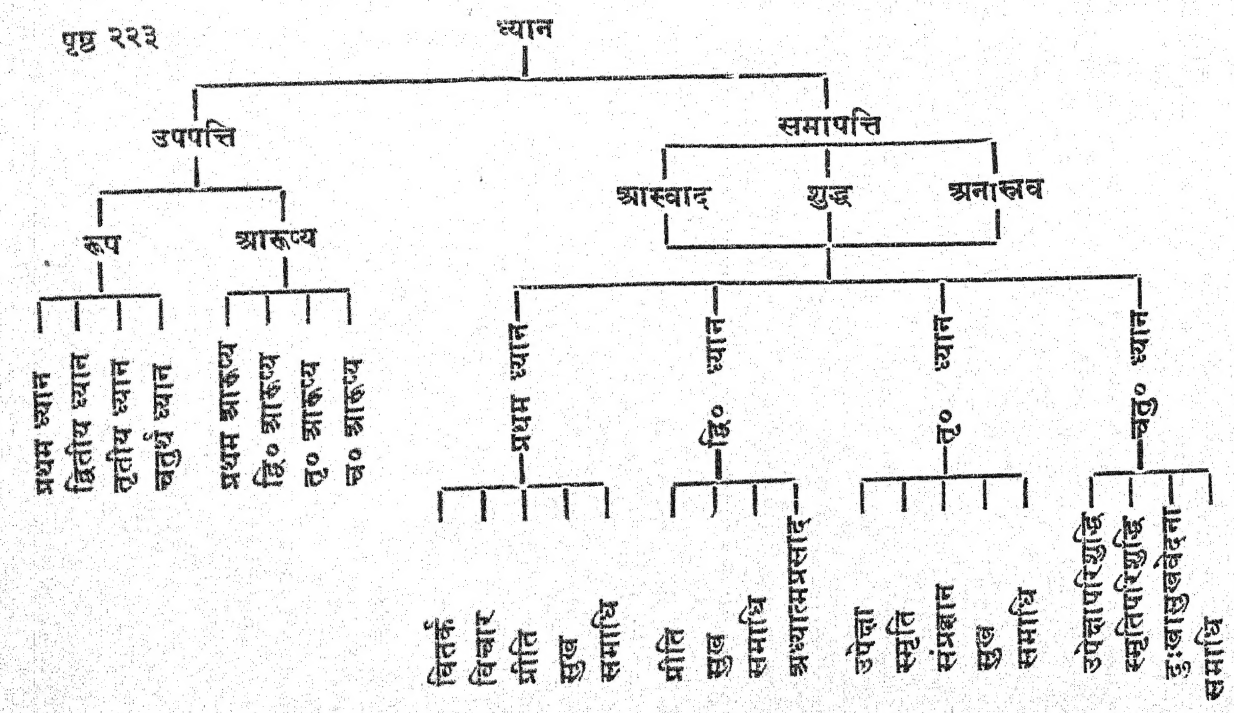 पृष्ठ २२३
ध्यान
उपपत्ति
समापत्ति
आस्वाद
शुद्ध
अनास्रव
रूप
आरूप्य
प्रथम ध्यान
द्वितीय ध्यान
तृतीय ध्यान
चतुर्थ ध्यान
प्रथम आरूप्य
द्वि० आरूप्य
तृ० आरूप्य
च० आरूप्य
प्रथम ध्यान
द्वि० ध्यान
तृ० ध्यान
चतु० ध्यान
वितर्क
विचार
प्रीति
सुख
समाधि
प्रीति
सुख
समाधि
अध्यात्मप्रसाद
उपेक्षा
स्मृति
संप्रज्ञान
सुख
समाधि
उपेक्षापरिशुद्धि
स्मृतिपरिशुद्धि
दुःखासुखवेदना
समाधि